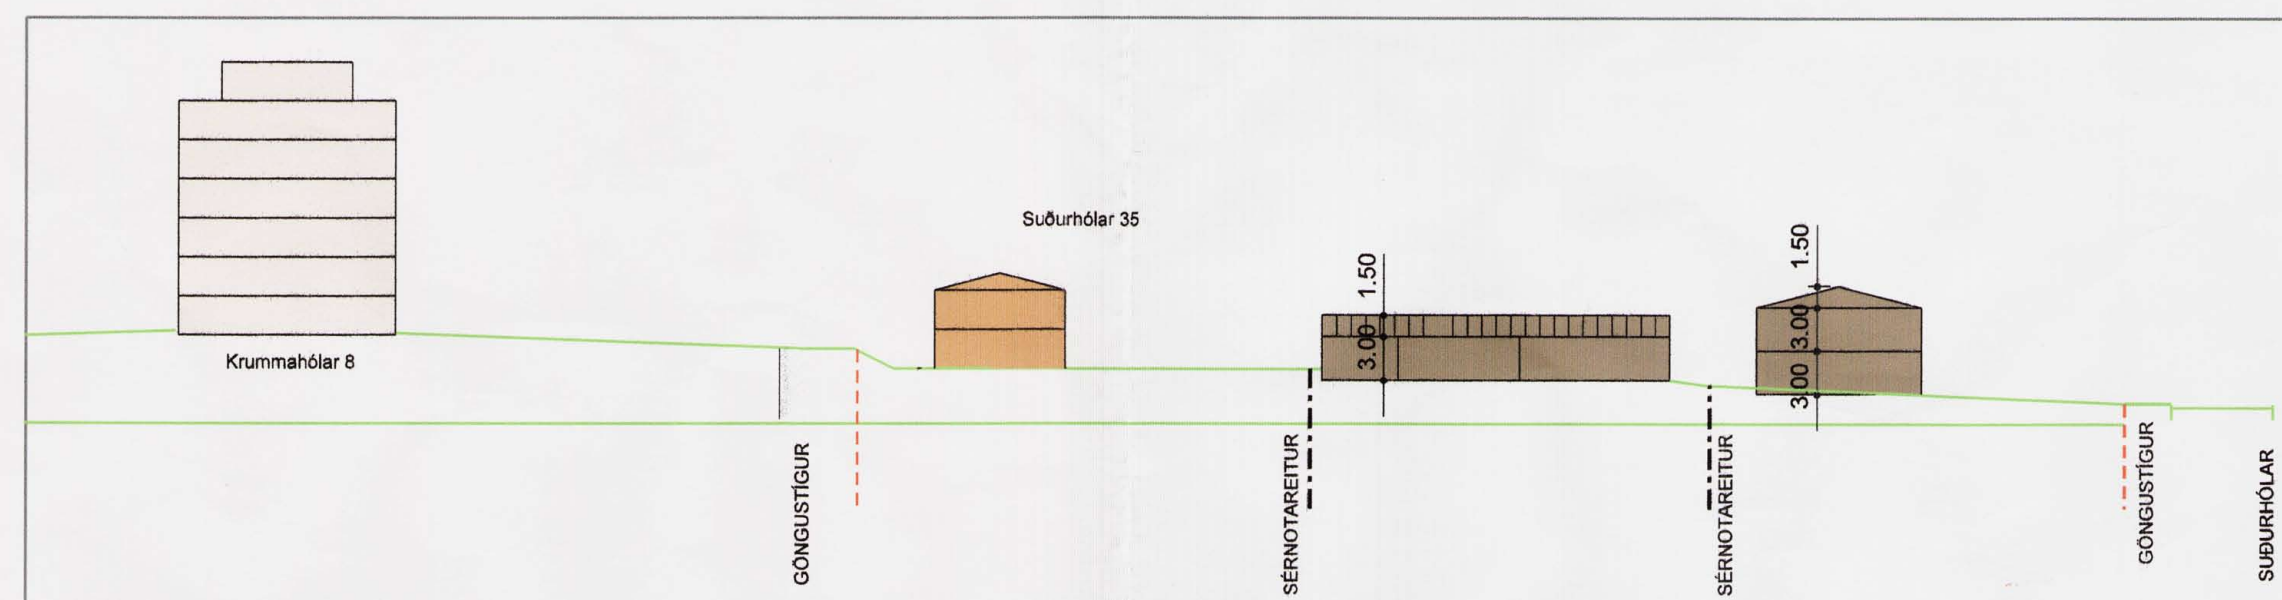 Krummahólar 8
GÖNGUSTÍGUR
Suðurhólar 35
SÉRNOTAREITUR
1.50
3.00
SÉRNOTAREITUR
1.50
3.00
3.00
GÖNGUSTÍGUR
SUÐURHÓLAR